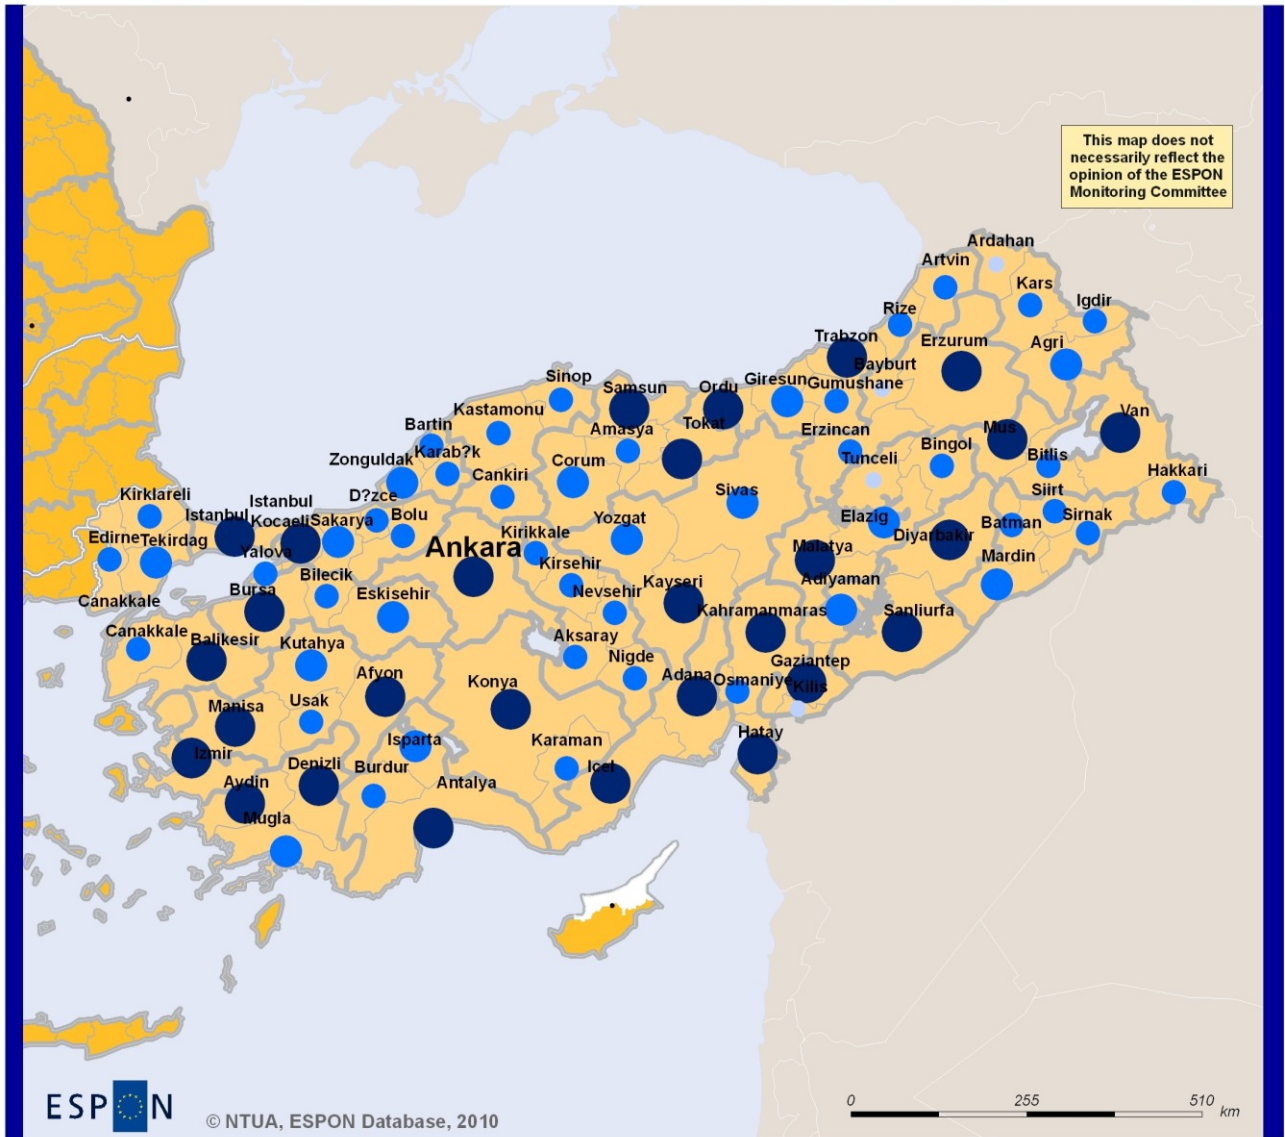 This map does not
necessarily reflect the
opinion of the ESPON
Monitoring Committee
Ardahan
Artvin
Kars
Igdir
Rize
Trabzon
Erzurum
Agri
Bayburt
Sinop
Samsun
Ordu
Giresun
Gumushane
Kastamonu
Tokat
Van
Bartin
Amasya
Erzincan
Mus
Bingol
Bitlis
Zonguldak
Karab?k
Cankiri
Corum
Tunceli
Hakkari
Kirklareli
Istanbul
D?zce
Sivas
Siirt
Istanbul
Kocaeli
Sakarya
Bolu
Yozgat
Elazig
Batman
Sirnak
Edirne
Tekirdag
Yalova
Ankara
Kirikkale
Diyarbakir
Malatya
Mardin
Kirsehir
Bilecik
Bursa
Eskisehir
Nevsehir
Kayseri
Adiyaman
Canakkale
Kahramanmaras
Sanliurfa
Canakkale
Balikesir
Kutahya
Aksaray
Nigde
Gaziantep
Afyon
Konya
Adana
Osmaniye
Kilis
Manisa
Usak
Isparta
Karaman
Hatay
Izmir
Denizli
Burdur
Icel
Aydin
Antalya
Mugla
ESPON
© NTUA, ESPON Database, 2010
0 255 510
km